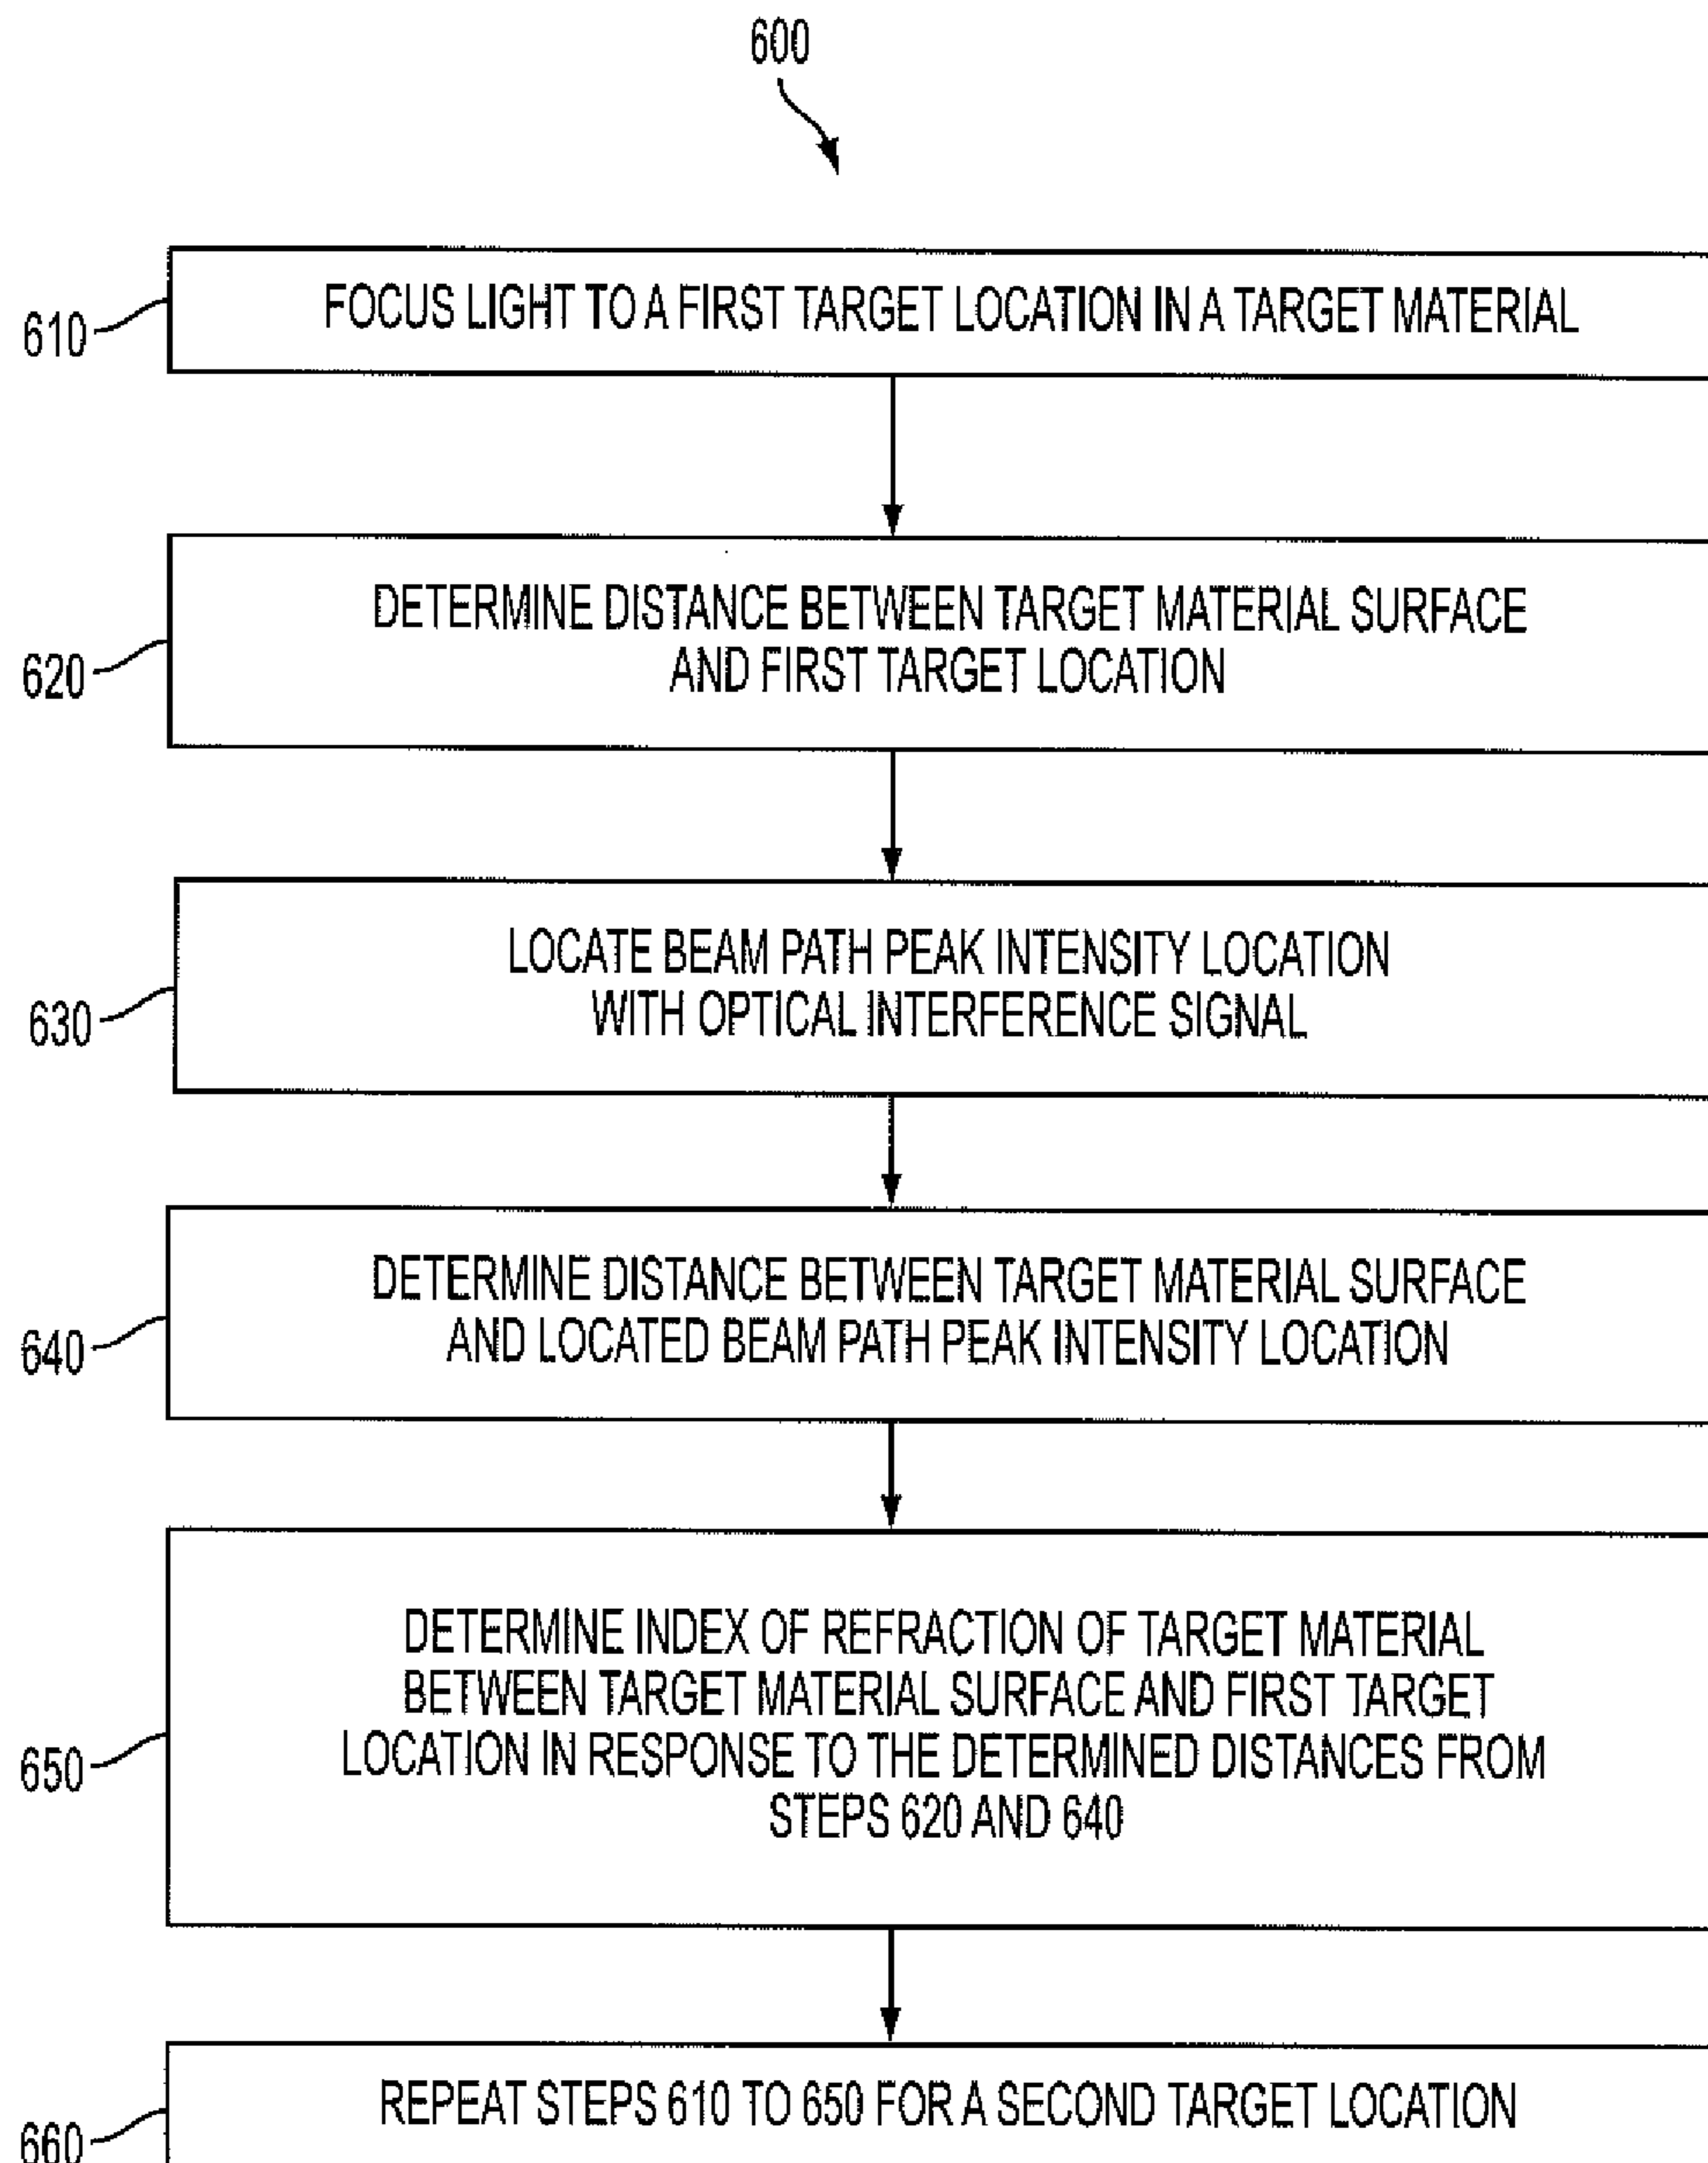 600
610
FOCUS LIGHT TO A FIRST TARGET LOCATION IN A TARGET MATERIAL
620
DETERMINE DISTANCE BETWEEN TARGET MATERIAL SURFACE
AND FIRST TARGET LOCATION
630
LOCATE BEAM PATH PEAK INTENSITY LOCATION
WITH OPTICAL INTERFERENCE SIGNAL
640
DETERMINE DISTANCE BETWEEN TARGET MATERIAL SURFACE
AND LOCATED BEAM PATH PEAK INTENSITY LOCATION
650
DETERMINE INDEX OF REFRACTION OF TARGET MATERIAL
BETWEEN TARGET MATERIAL SURFACE AND FIRST TARGET
LOCATION IN RESPONSE TO THE DETERMINED DISTANCES FROM
STEPS 620 AND 640
660
REPEAT STEPS 610 TO 650 FOR A SECOND TARGET LOCATION